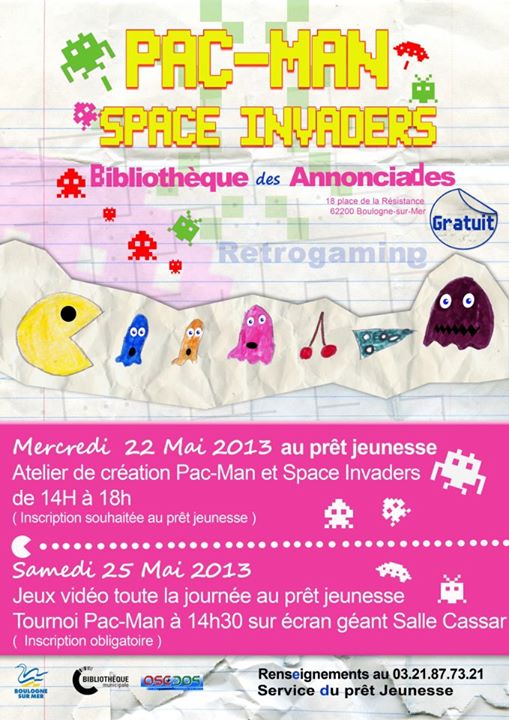 PAC-MAN
SPACE INVADERS
Bibliothèque des Annonciades
18 place de la Résistance
62200 Boulogne-sur-Mer
Gratuit
Retrogaming
Mercredi 22 Mai 2013 au prêt jeunesse
Atelier de création Pac-Man et Space Invaders
de 14H à 18h
( Inscription souhaitée au prêt jeunesse )
Samedi 25 Mai 2013
Jeux vidéo toute la journée au prêt jeunesse
Tournoi Pac-Man à 14h30 sur écran géant Salle Cassar
( Inscription obligatoire )
BOULOGNE
SUR MER
BIBLIOTHÈQUE
municipale
Renseignements au 03.21.87.73.21
Service du prêt Jeunesse